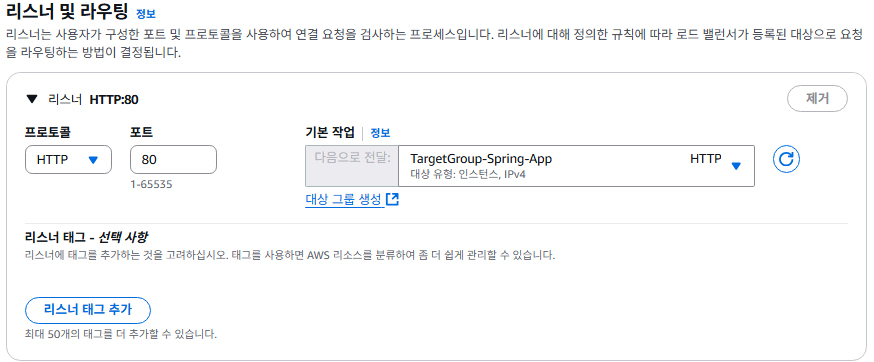 리스너 및 라우팅 정보
리스너는 사용자가 구성한 포트 및 프로토콜을 사용하여 연결 요청을 검사하는 프로세스입니다. 리스너에 대해 정의한 규칙에 따라 로드 밸런서가 등록된 대상으로 요청
을 라우팅하는 방법이 결정됩니다.
리스너 HTTP:80
제거
프로토콜
포트
기본 작업 | 정보
HTTP
80
다음으로 전달:
TargetGroup-Spring-App
HTTP
대상 유형: 인스턴스, IPv4
1-65535
대상 그룹 생성
리스너 태그 - 선택 사항
리스너에 태그를 추가하는 것을 고려하십시오. 태그를 사용하면 AWS 리소스를 분류하여 좀 더 쉽게 관리할 수 있습니다.
리스너 태그 추가
최대 50개의 태그를 더 추가할 수 있습니다.